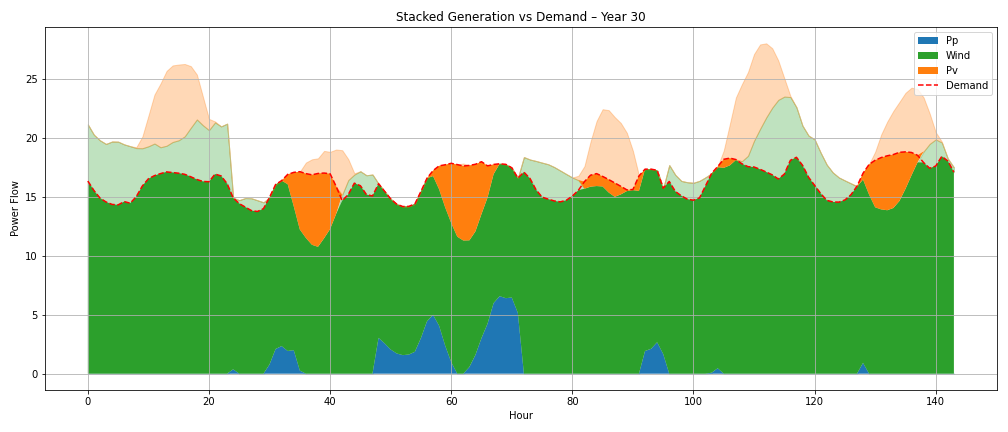 Stacked Generation vs Demand – Year 30
Pp
Wind
Pv
Demand
Power Flow
25
20
15
10
5
0
0 20 40 60 80 100 120 140
Hour